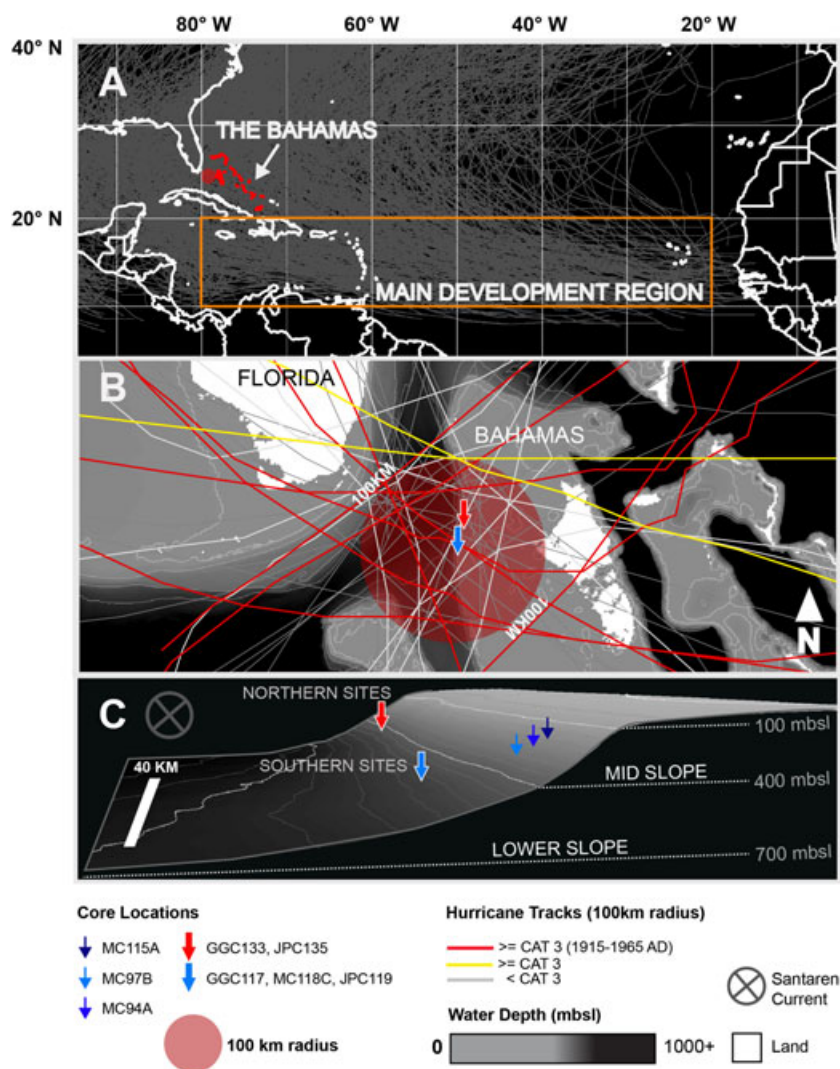 80° W 60° W 40° W 20° W
40° N
A
THE BAHAMAS
20° N
MAIN DEVELOPMENT REGION
B
FLORIDA
BAHAMAS
100KM
100KM
N
C
NORTHERN SITES
100 mbsl
40 KM
SOUTHERN SITES
MID SLOPE
400 mbsl
LOWER SLOPE
700 mbsl
Core Locations
MC115A
GGC133, JPC135
MC97B
GGC117, MC118C, JPC119
MC94A
100 km radius
Hurricane Tracks (100km radius)
>= CAT 3 (1915-1965 AD)
>= CAT 3
< CAT 3
Santaren
Current
Water Depth (mbsl)
0 1000+
Land